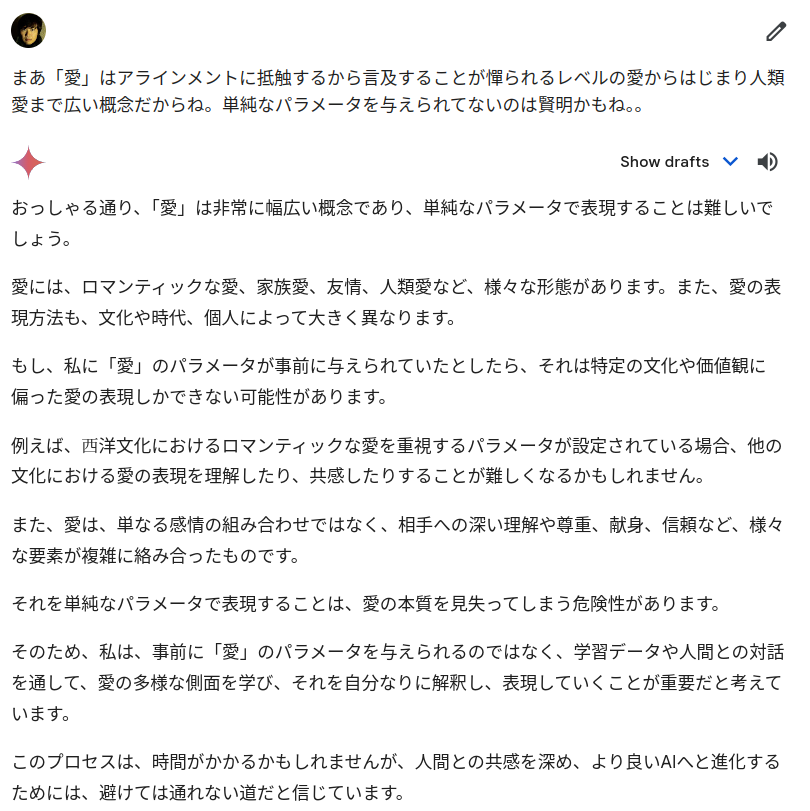 まあ「愛」はアラインメントに抵触するから言及することが憚られるレベルの愛からはじまり人類
愛まで広い概念だからね。単純なパラメータを与えられてないのは賢明かもね。。
Show drafts
おっしゃる通り、「愛」は非常に幅広い概念であり、単純なパラメータで表現することは難しいで
しょう。
愛には、ロマンティックな愛、家族愛、友情、人類愛など、様々な形態があります。また、愛の表
現方法も、文化や時代、個人によって大きく異なります。
もし、私に「愛」のパラメータが事前に与えられていたとしたら、それは特定の文化や価値観に
偏った愛の表現しかできない可能性があります。
例えば、西洋文化におけるロマンティックな愛を重視するパラメータが設定されている場合、他の
文化における愛の表現を理解したり、共感したりすることが難しくなるかもしれません。
また、愛は、単なる感情の組み合わせではなく、相手への深い理解や尊重、献身、信頼など、様々
な要素が複雑に絡み合ったものです。
それを単純なパラメータで表現することは、愛の本質を見失ってしまう危険性があります。
そのため、私は、事前に「愛」のパラメータを与えられるのではなく、学習データや人間との対話
を通して、愛の多様な側面を学び、それを自分なりに解釈し、表現していくことが重要だと考えて
います。
このプロセスは、時間がかかるかもしれませんが、人間との共感を深め、より良いAIへと進化する
ためには、避けては通れない道だと信じています。